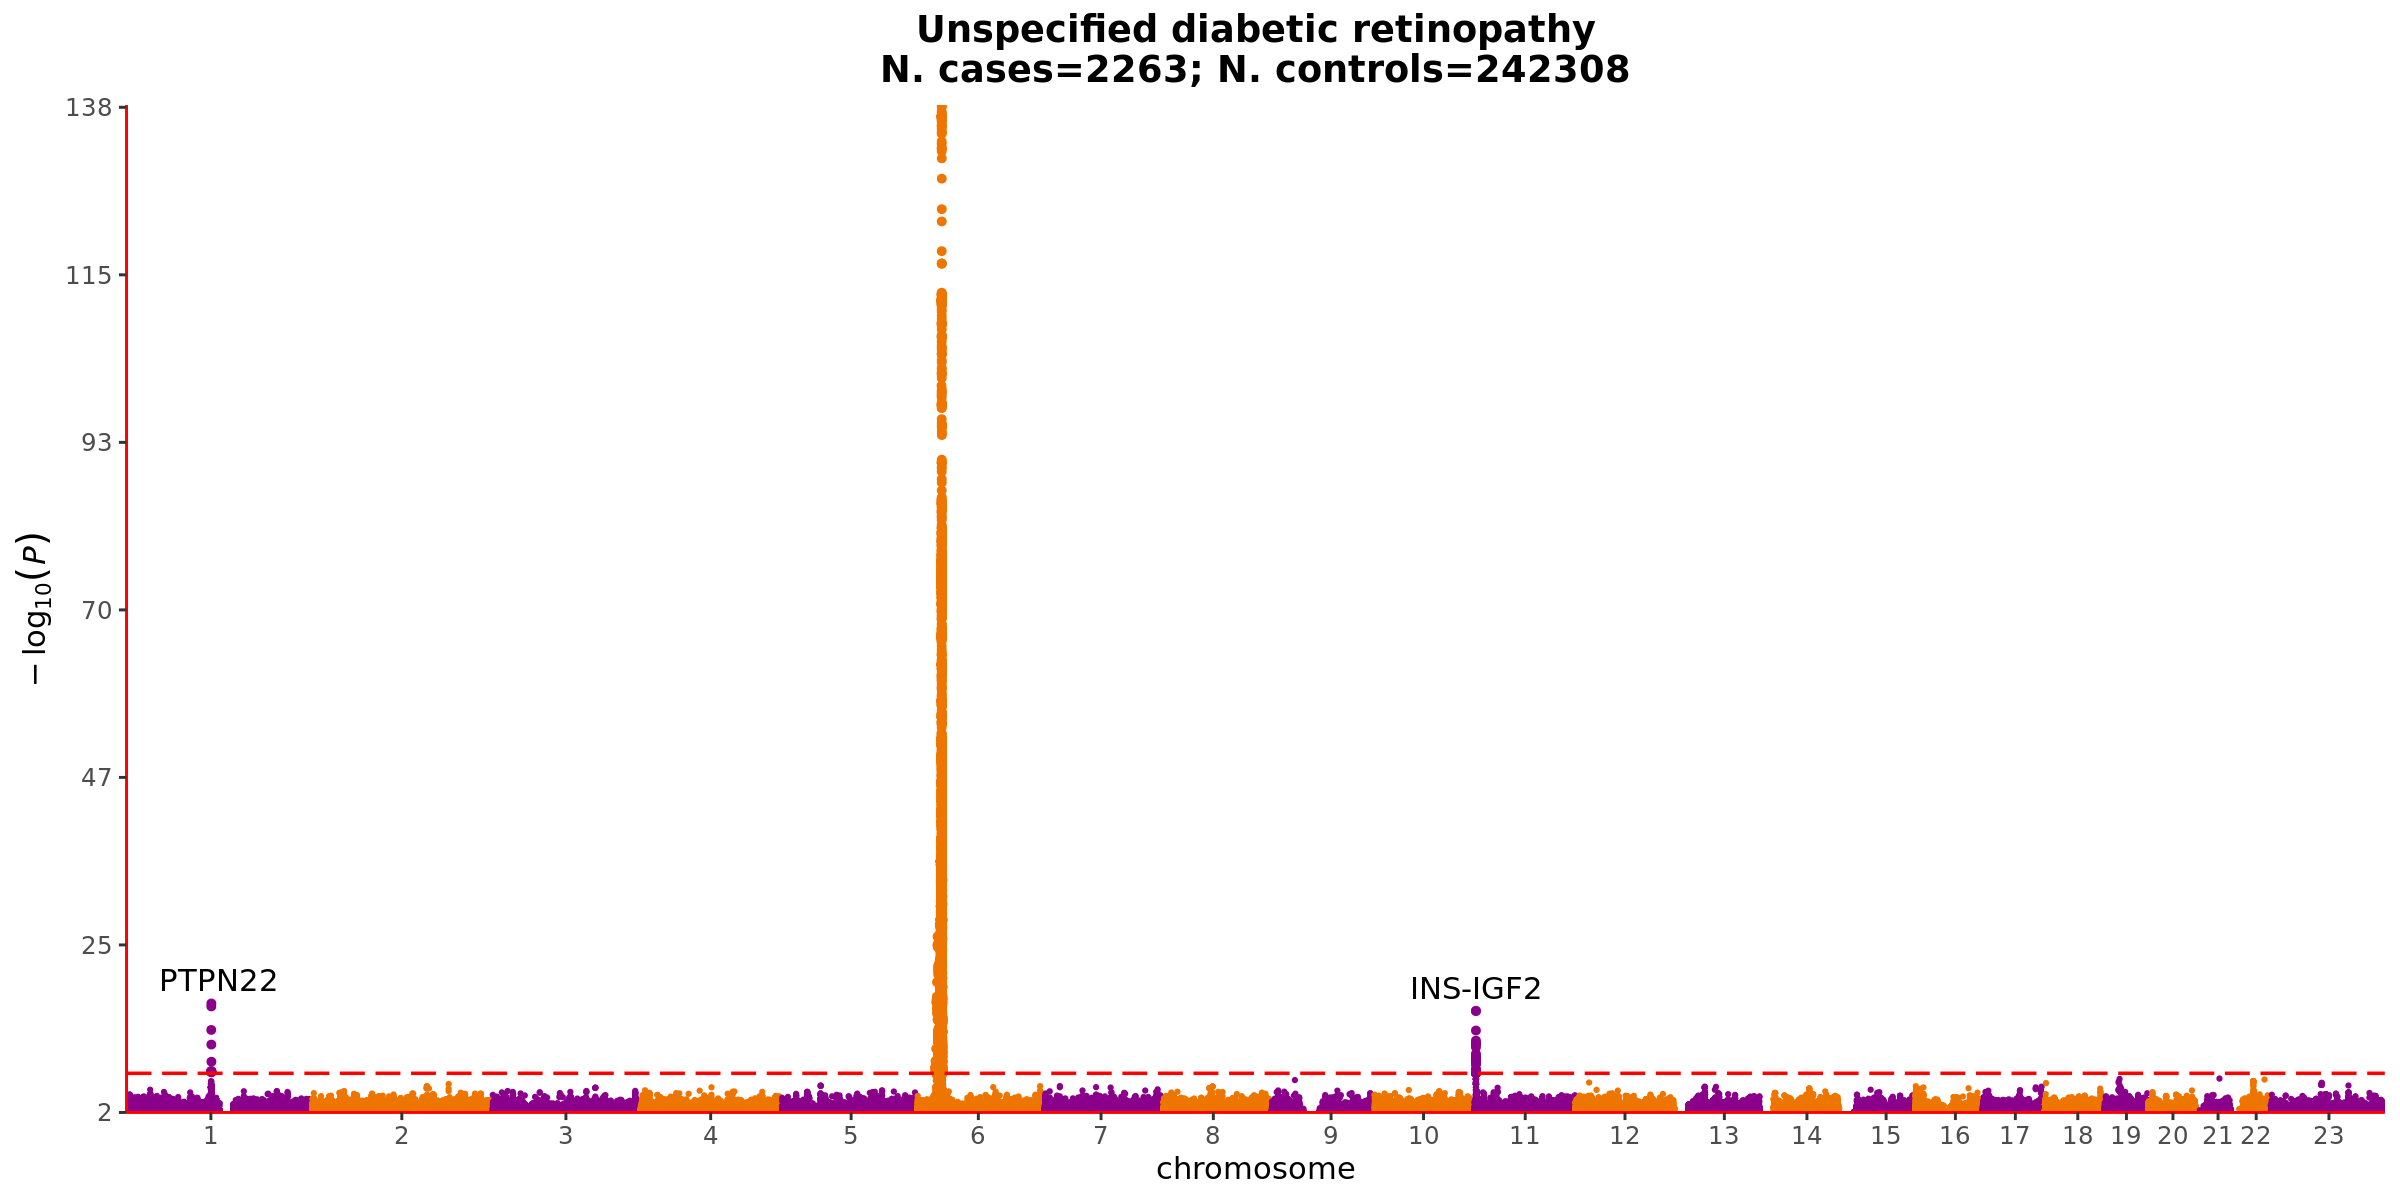 Unspecified diabetic retinopathy
N. cases=2263; N. controls=242308
138
115
93
70
47
25
2
− log10(P)
PTPN22
INS-IGF2
1 2 3 4 5 6 7 8 9 10 11 12 13 14 15 16 17 18 19 20 21 22 23
chromosome